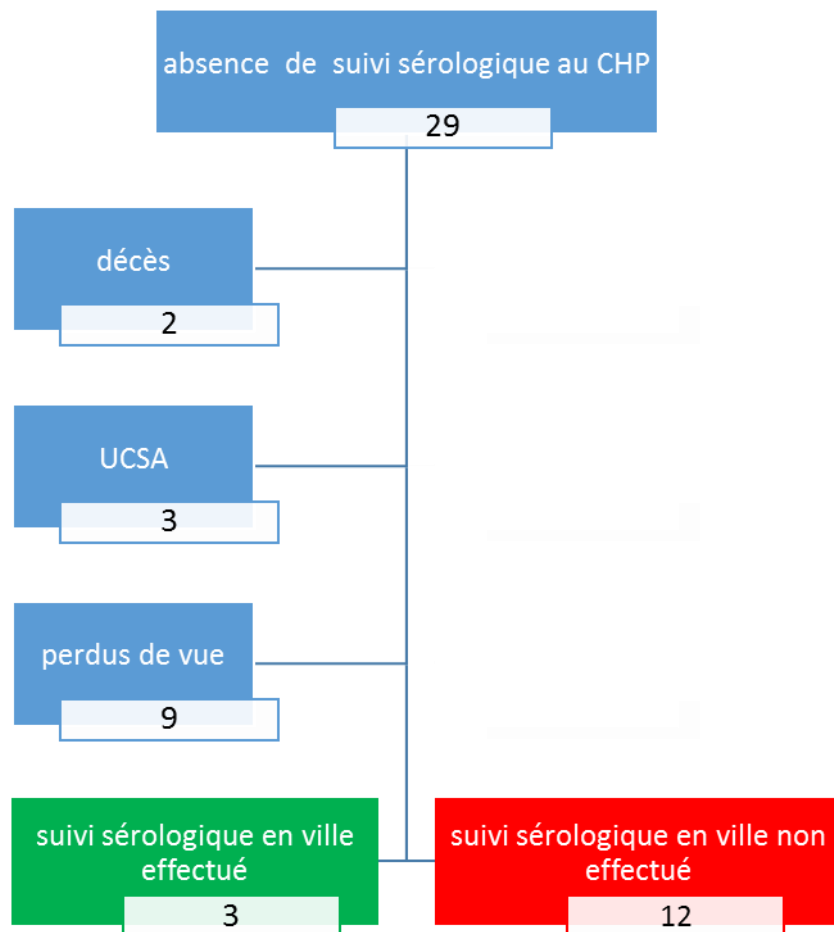 absence de suivi sérologique au CHP
29
décès
2
UCSA
3
perdus de vue
9
suivi sérologique en ville
effectué
3
suivi sérologique en ville non
effectué
12